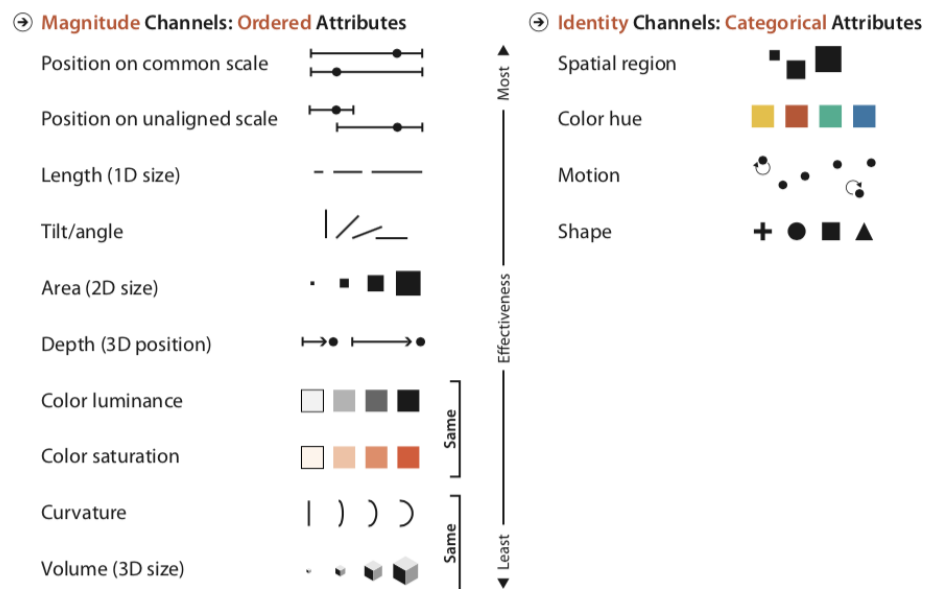 Magnitude Channels: Ordered Attributes
Position on common scale
Position on unaligned scale
Length (1D size)
Tilt/angle
Area (2D size)
Depth (3D position)
Color luminance
Color saturation
Curvature
Volume (3D size)
Same
Same
Most
Effectiveness
Least
Identity Channels: Categorical Attributes
Spatial region
Color hue
Motion
Shape